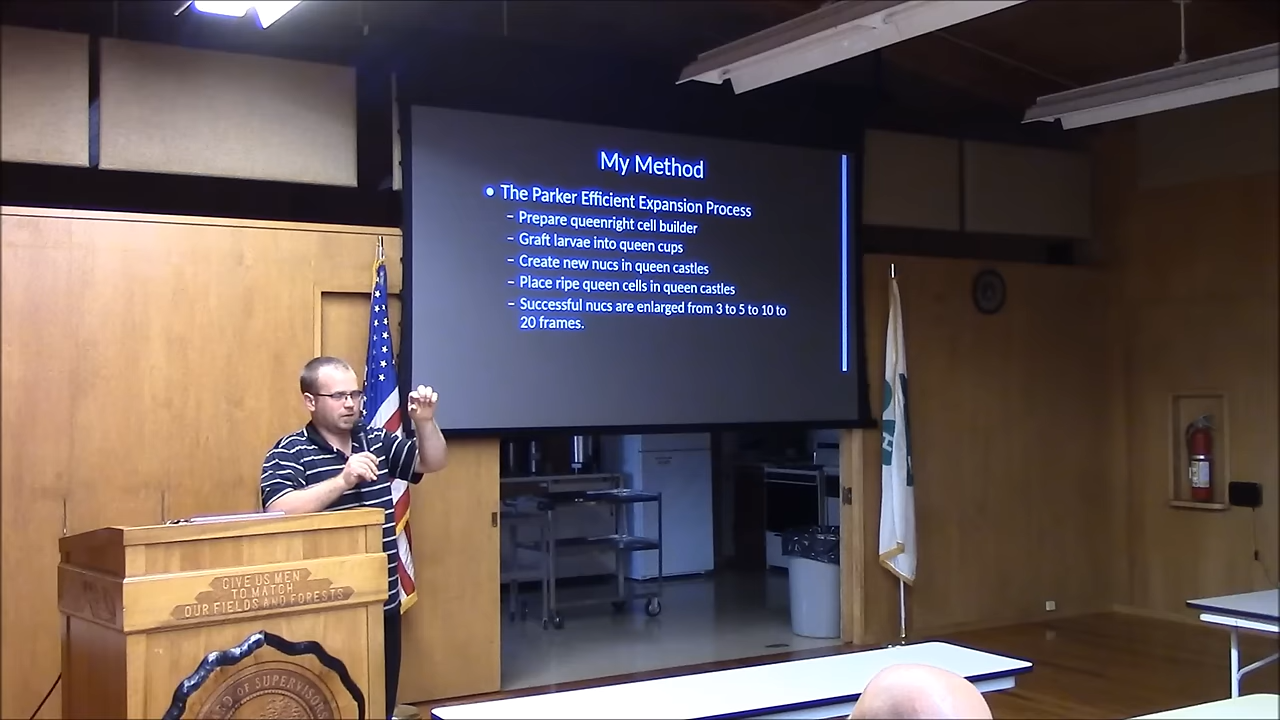 My Method
• The Parker Efficient Expansion Process
– Prepare queenright cell builder
– Graft larvae into queen cups
– Create new nucs in queen castles
– Place ripe queen cells in queen castles
– Successful nucs are enlarged from 3 to 5 to 10 to
20 frames.
GIVE US MEN
TO MATCH
OUR FIELDS AND FORESTS
OF SUPERVISORS